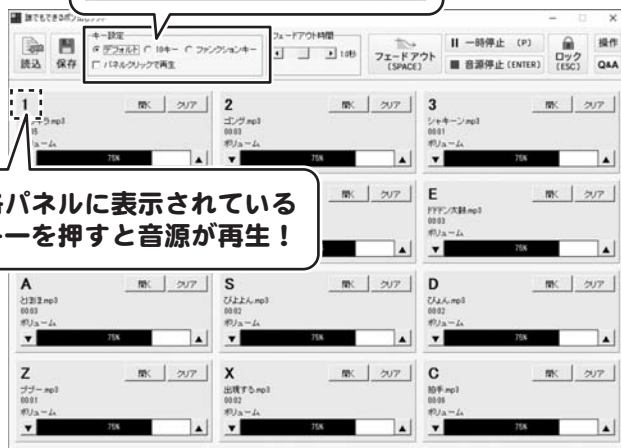 誰でもできるポン出しソフト
読込
保存
キー設定
デフォルト 10キー ファンクションキー
パネルクリックで再生
フェードアウト時間
1.0秒
フェードアウト
(SPACE)
一時停止 (P)
音源停止 (ENTER)
ロック
(ESC)
操作
Q&A
1 開く クリア
75%
2 開く クリア
ゴング.mp3
00:03
ボリューム
75%
3 開く クリア
シャキーン.mp3
00:01
ボリューム
75%
各パネルに表示されている
キーを押すと音源が再生！
開く クリア
E 開く クリア
ドドドン太鼓.mp3
00:03
ボリューム
75%
A 開く クリア
00:03
ボリューム
75%
S 開く クリア
ぴよよん.mp3
00:02
ボリューム
75%
D 開く クリア
ぴよん.mp3
00:02
ボリューム
75%
Z 開く クリア
ブブー.mp3
00:01
ボリューム
75%
X 開く クリア
出現する.mp3
00:02
ボリューム
75%
C 開く クリア
拍手.mp3
00:06
ボリューム
75%